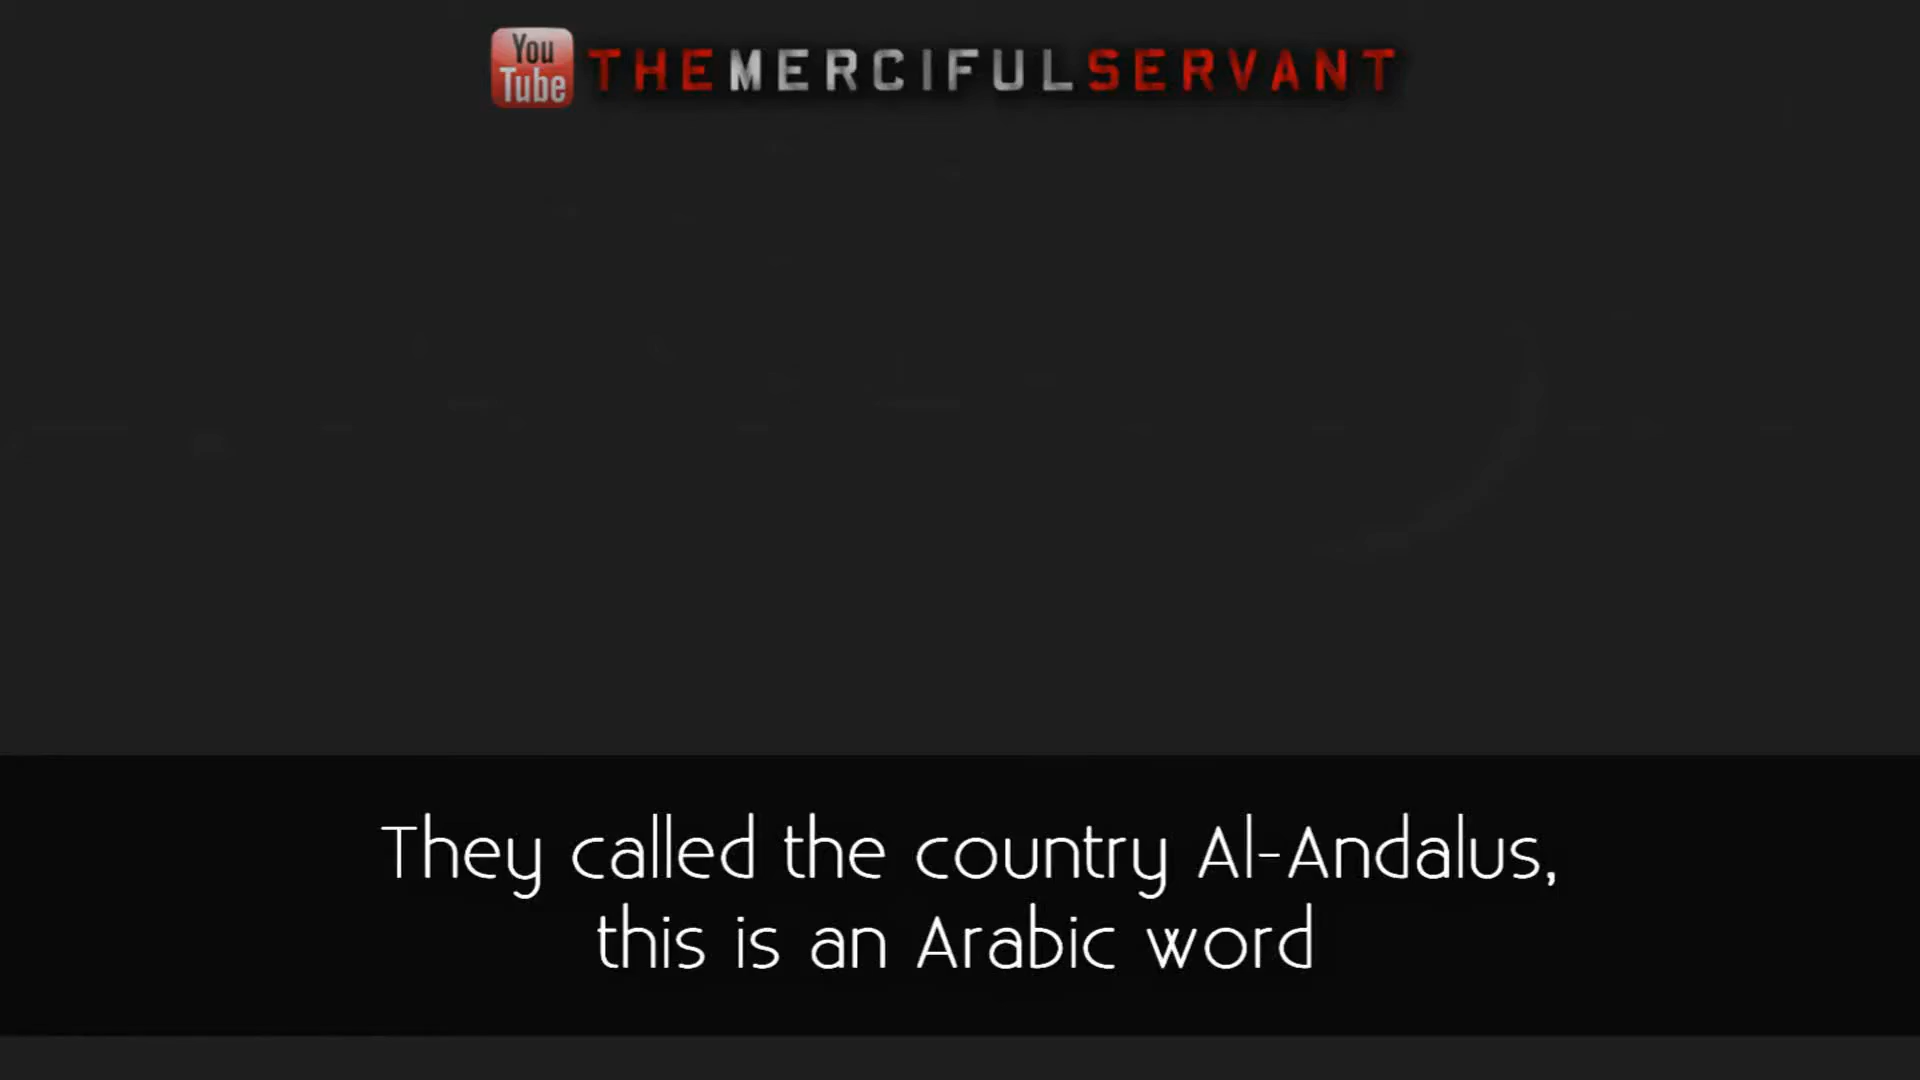 You Tube THEMERCIFULSERVANT
They called the country Al-Andalus,
this is an Arabic word